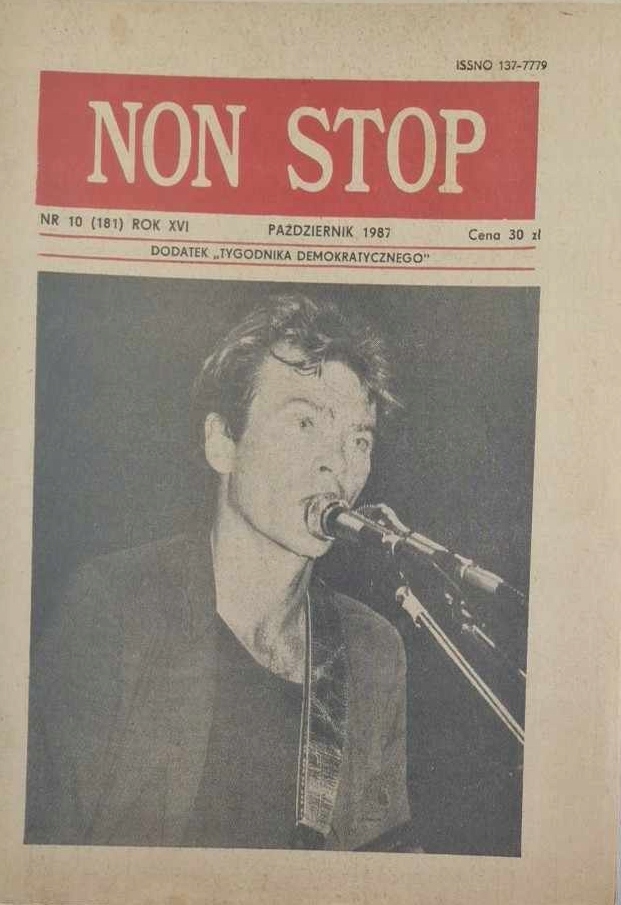 ISSNO 137-7779
NON STOP
NR 10 (181) ROK XVI PAŹDZIERNIK 1987 Cena 30 zł
DODATEK „TYGODNIKA DEMOKRATYCZNEGO"